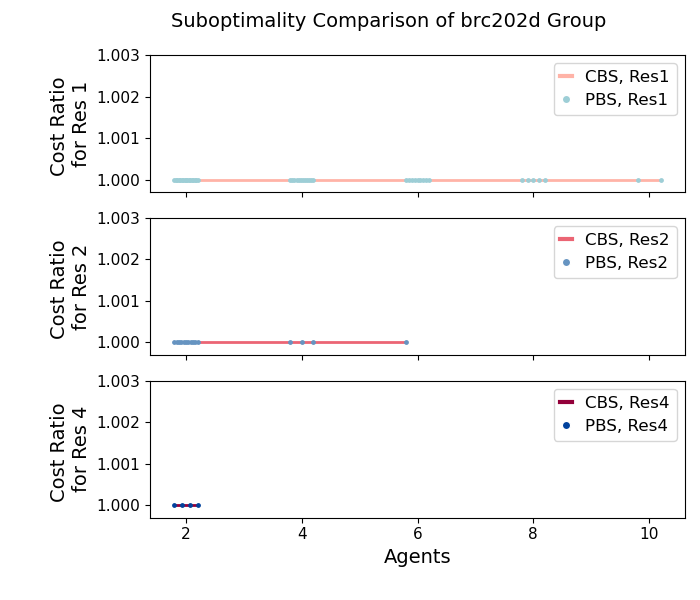 Suboptimality Comparison of brc202d Group
Cost Ratio
for Res 1
1.003
1.002
1.001
1.000
CBS, Res1
PBS, Res1
Cost Ratio
for Res 2
1.003
1.002
1.001
1.000
CBS, Res2
PBS, Res2
Cost Ratio
for Res 4
1.003
1.002
1.001
1.000
CBS, Res4
PBS, Res4
2 4 6 8 10
Agents